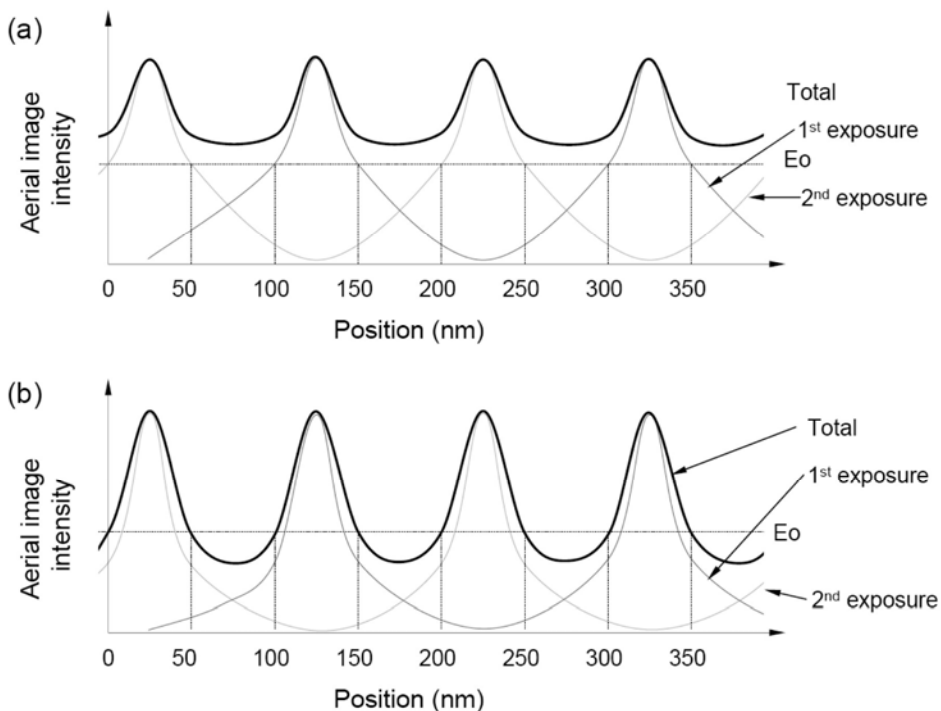 (a)
Aerial image
intensity
Total
1st exposure
Eo
2nd exposure
0 50 100 150 200 250 300 350
Position (nm)
(b)
Aerial image
intensity
Total
1st exposure
Eo
2nd exposure
0 50 100 150 200 250 300 350
Position (nm)